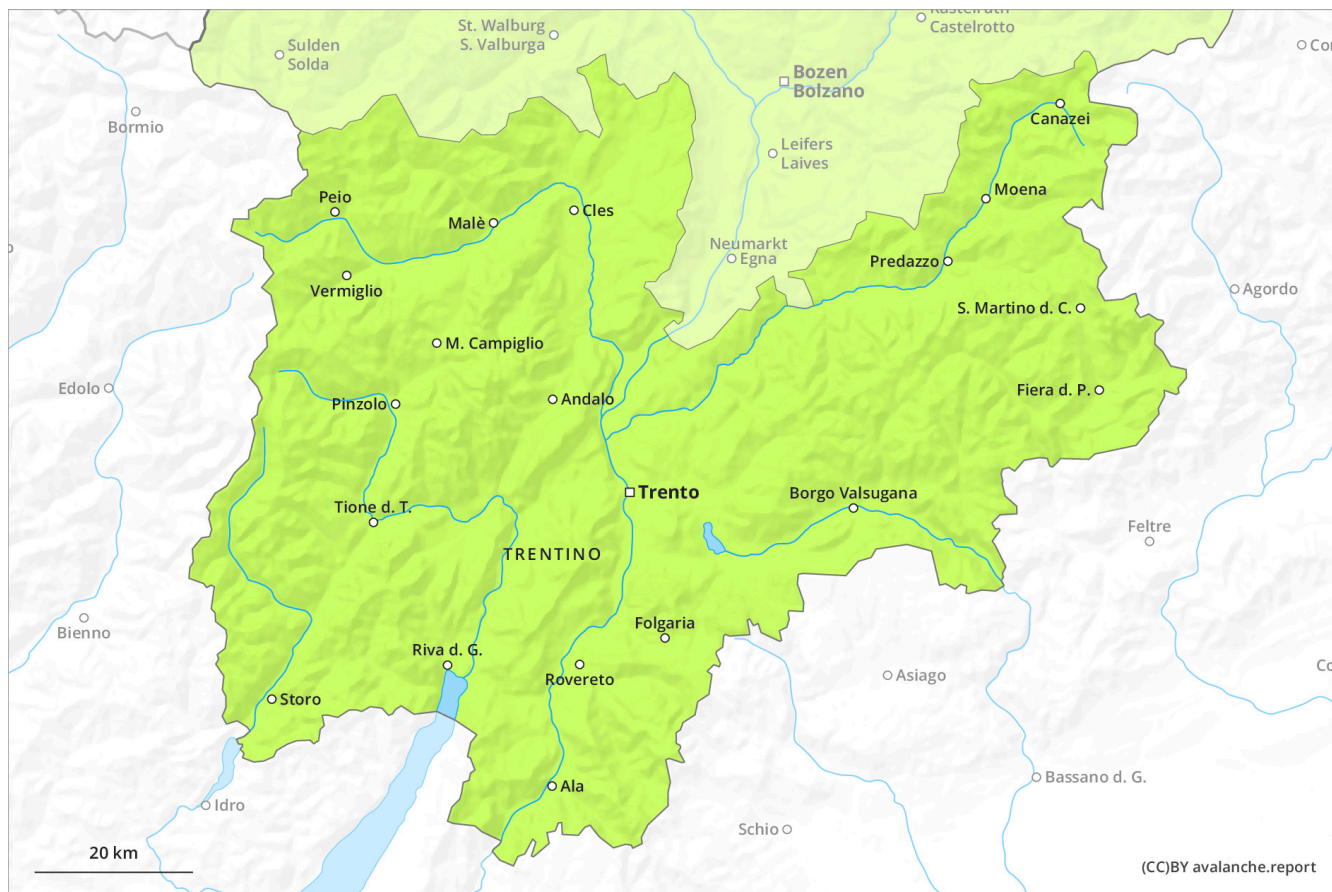 Kastelruth
Castelrotto
St. Walburg
S. Valburga
Sulden
Solda
Bozen
Bolzano
Bormio
Canazei
Leifers
Laives
Moena
Peio
Malè
Cles
Neumarkt
Egna
Predazzo
Vermiglio
Agordo
S. Martino d. C.
M. Campiglio
Edolo
Pinzolo
Andalo
Fiera d. P.
Trento
Borgo Valsugana
Tione d. T.
Feltre
TRENTINO
Bienno
Folgaria
Riva d. G.
Asiago
Rovereto
Storo
Bassano d. G.
Ala
Idro
Schio
20 km
(CC)BY avalanche.report